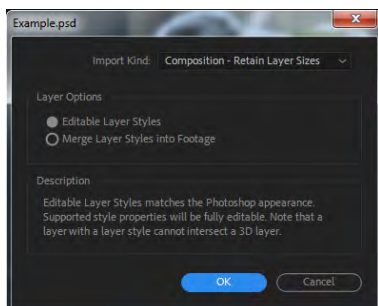 Example.psd
Import Kind: Composition - Retain Layer Sizes
Layer Options
Editable Layer Styles
Merge Layer Styles into Footage
Description
Editable Layer Styles matches the Photoshop appearance.
Supported style properties will be fully editable. Note that a
layer with a layer style cannot intersect a 3D layer.
OK Cancel